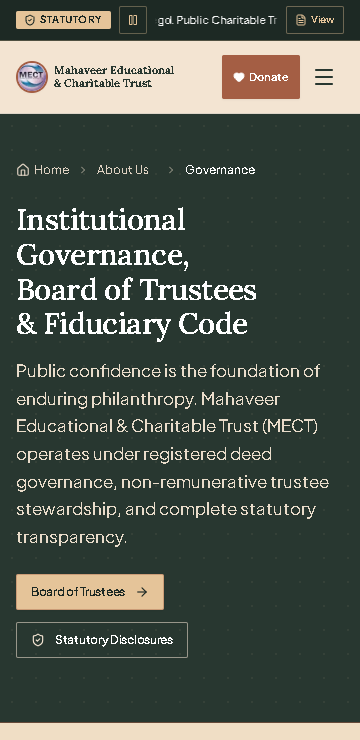 STATUTORY
gd. Public Charitable Tr
View
MECT
Mahaveer Educational
& Charitable Trust
Donate
Home > About Us > Governance
Institutional
Governance,
Board of Trustees
& Fiduciary Code
Public confidence is the foundation of
enduring philanthropy. Mahaveer
Educational & Charitable Trust (MECT)
operates under registered deed
governance, non-remunerative trustee
stewardship, and complete statutory
transparency.
Board of Trustees →
Statutory Disclosures